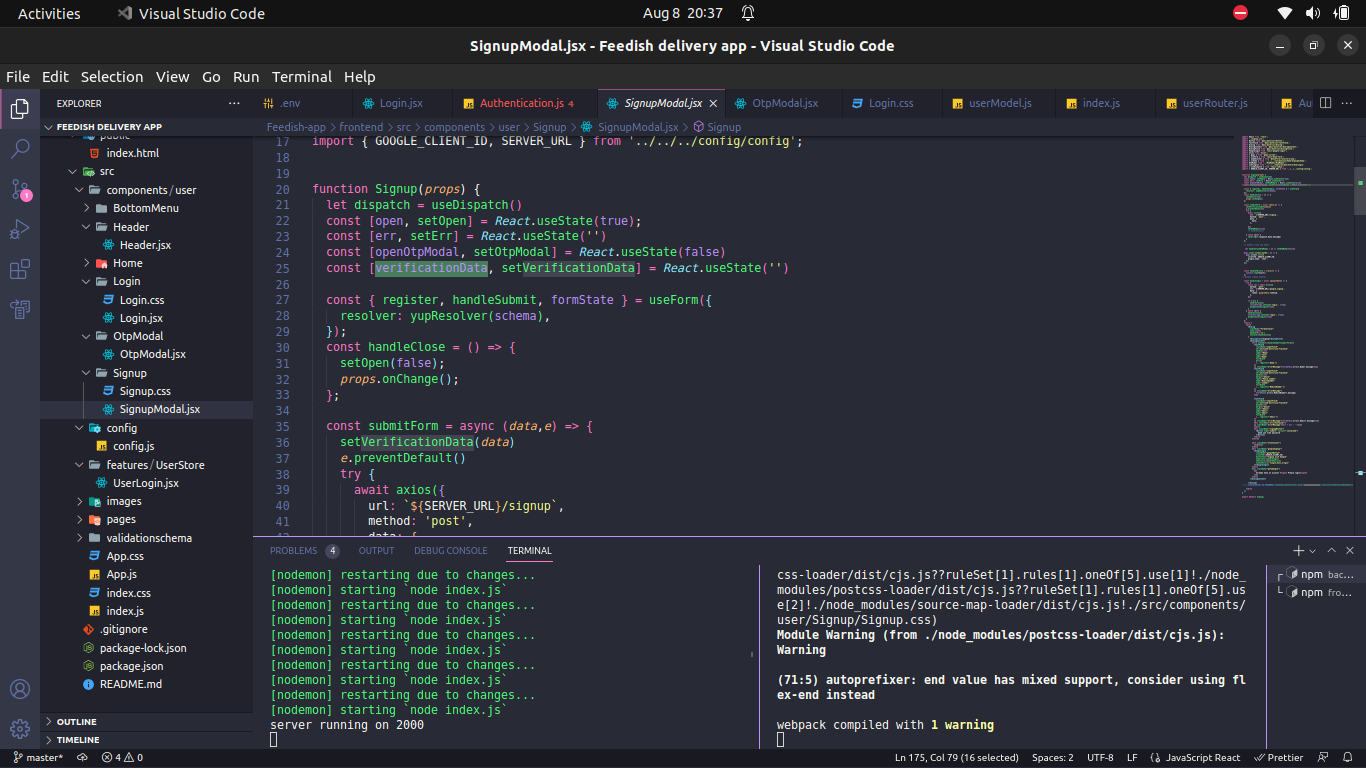 Activities
Visual Studio Code
Aug 8 20:37
SignupModal.jsx - Feedish delivery app - Visual Studio Code
File Edit Selection View Go Run Terminal Help
EXPLORER
.env
Login.jsx
Authentication.js 4
SignupModal.jsx
OtpModal.jsx
Login.css
userModel.js
index.js
userRouter.js
Au
FEEDISH DELIVERY APP
public
index.html
src
components / user
BottomMenu
Header
Header.jsx
Home
Login
Login.css
Login.jsx
OtpModal
OtpModal.jsx
Signup
Signup.css
SignupModal.jsx
config
config.js
features / UserStore
UserLogin.jsx
images
pages
validationschema
App.css
App.js
index.css
index.js
.gitignore
package-lock.json
package.json
README.md
OUTLINE
TIMELINE
1
Feedish-app > frontend > src > components > user > Signup > SignupModal.jsx > Signup
17 import { GOOGLE_CLIENT_ID, SERVER_URL } from '../../../config/config';
18
19
20 function Signup(props) {
21 let dispatch = useDispatch()
22 const [open, setOpen] = React.useState(true);
23 const [err, setErr] = React.useState('')
24 const [openOtpModal, setOtpModal] = React.useState(false)
25 const [verificationData, setVerificationData] = React.useState('')
26
27 const { register, handleSubmit, formState } = useForm({
28 resolver: yupResolver(schema),
29 });
30 const handleClose = () => {
31 setOpen(false);
32 props.onChange();
33 };
34
35 const submitForm = async (data,e) => {
36 setVerificationData(data)
37 e.preventDefault()
38 try {
39 await axios({
40 url: `${SERVER_URL}/signup`,
41 method: 'post',
42 data: {
PROBLEMS 4 OUTPUT DEBUG CONSOLE TERMINAL
[nodemon] restarting due to changes...
[nodemon] starting `node index.js`
[nodemon] restarting due to changes...
[nodemon] starting `node index.js`
[nodemon] restarting due to changes...
[nodemon] starting `node index.js`
[nodemon] restarting due to changes...
[nodemon] starting `node index.js`
[nodemon] restarting due to changes...
[nodemon] starting `node index.js`
server running on 2000
css-loader/dist/cjs.js??ruleSet[1].rules[1].oneOf[5].use[1]!./node_
modules/postcss-loader/dist/cjs.js??ruleSet[1].rules[1].oneOf[5].us
e[2]!./node_modules/source-map-loader/dist/cjs.js!./src/components/
user/Signup/Signup.css)
Module Warning (from ./node_modules/postcss-loader/dist/cjs.js):
Warning
(71:5) autoprefixer: end value has mixed support, consider using fl
ex-end instead
webpack compiled with 1 warning
npm bac...
npm fro...
master*
4
0
Ln 175, Col 79 (16 selected)
Spaces: 2
UTF-8
LF
JavaScript React
Prettier